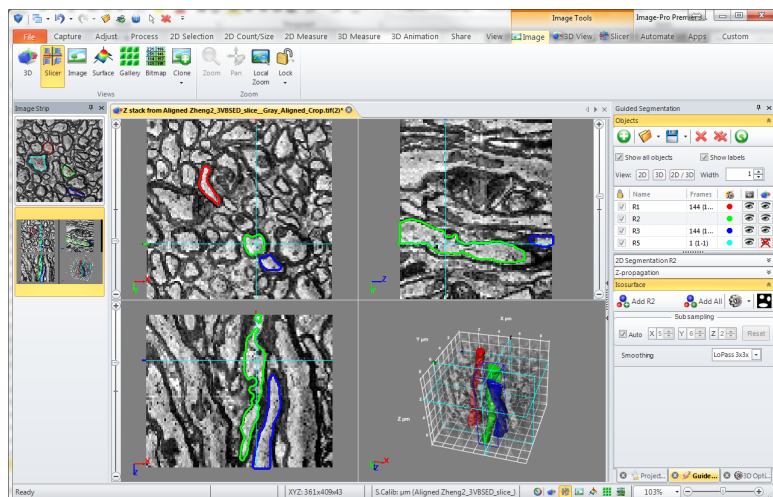 Image Tools
Image-Pro Premier 3
File Capture Adjust Process 2D Selection 2D Count/Size 2D Measure 3D Measure 3D Animation Share View Image 3D View Slicer Automate Apps Custom
3D Slicer Image Surface Gallery Bitmap Clone Zoom Pan Local Zoom Lock
Views Zoom
Image Strip
Z stack from Aligned Zheng2_3VBSED_slice__Gray_Aligned_Crop.tif(2)*
Guided Segmentation
Objects
Show all objects Show labels
View: 2D 3D 2D / 3D Width 1
Name Frames
R1 144 (1...
R2
R3 144 (1...
R5 1 (1-1)
2D Segmentation R2
Z-propagation
Isosurface
Add R2 Add All
Sub sampling
Auto X 5 Y 6 Z 2 Reset
Smoothing LoPass 3x3x
X
Y
Z
Y
X
Z
X µm
Y µm
Z µm
Projec... Guide... 3D Opti...
Ready XYZ: 361x409x43 S.Calib: µm (Aligned Zheng2_3VBSED_slice_) 103%